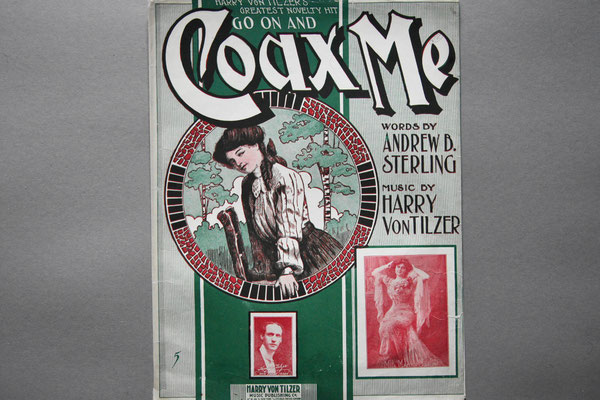 HARRY VON TILZER'S
GREATEST NOVELTY HIT
GO ON AND
COAX ME
WORDS BY
ANDREW B.
STERLING
MUSIC BY
HARRY
VON TILZER
5
HARRY VON TILZER
MUSIC PUBLISHING CO.